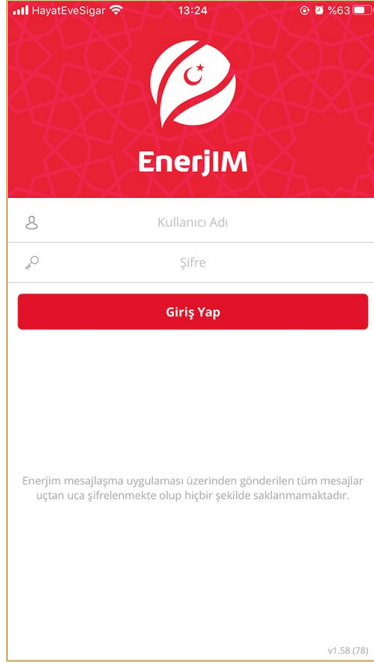 HayatEveSigar 13:24 %63
EnerjIM
Kullanıcı Adı
Şifre
Giriş Yap
Enerjim mesajlaşma uygulaması üzerinden gönderilen tüm mesajlar
uçtan uca şifrelenmekte olup hiçbir şekilde saklanmamaktadır.
v1.58 (78)